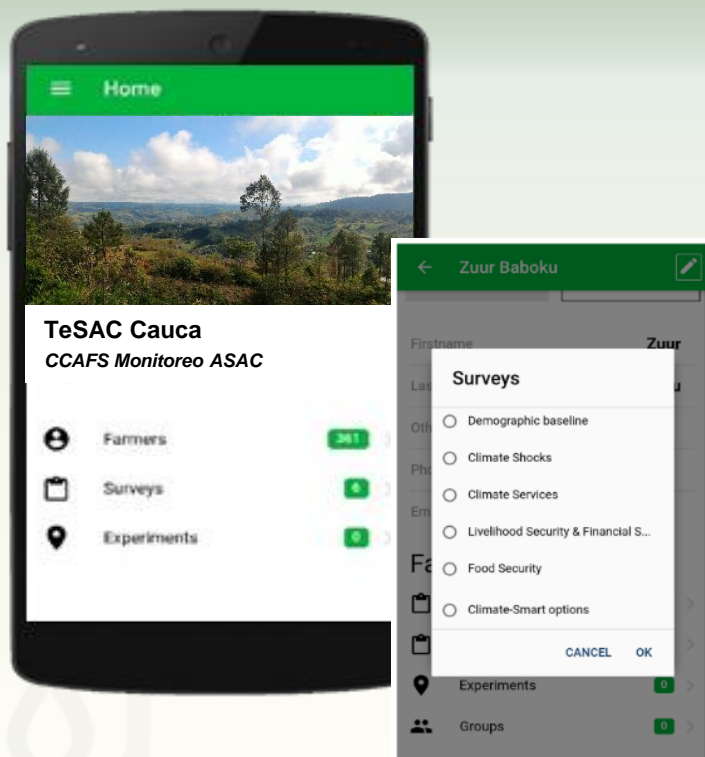 Home
TeSAC Cauca
CCAFS Monitoreo ASAC
Farmers 361
Surveys 6
Experiments 0
Zuur Baboku
Firstname Zuur
Surveys
Demographic baseline
Climate Shocks
Climate Services
Livelihood Security & Financial S...
Food Security
Climate-Smart options
CANCEL OK
Experiments 0
Groups 0